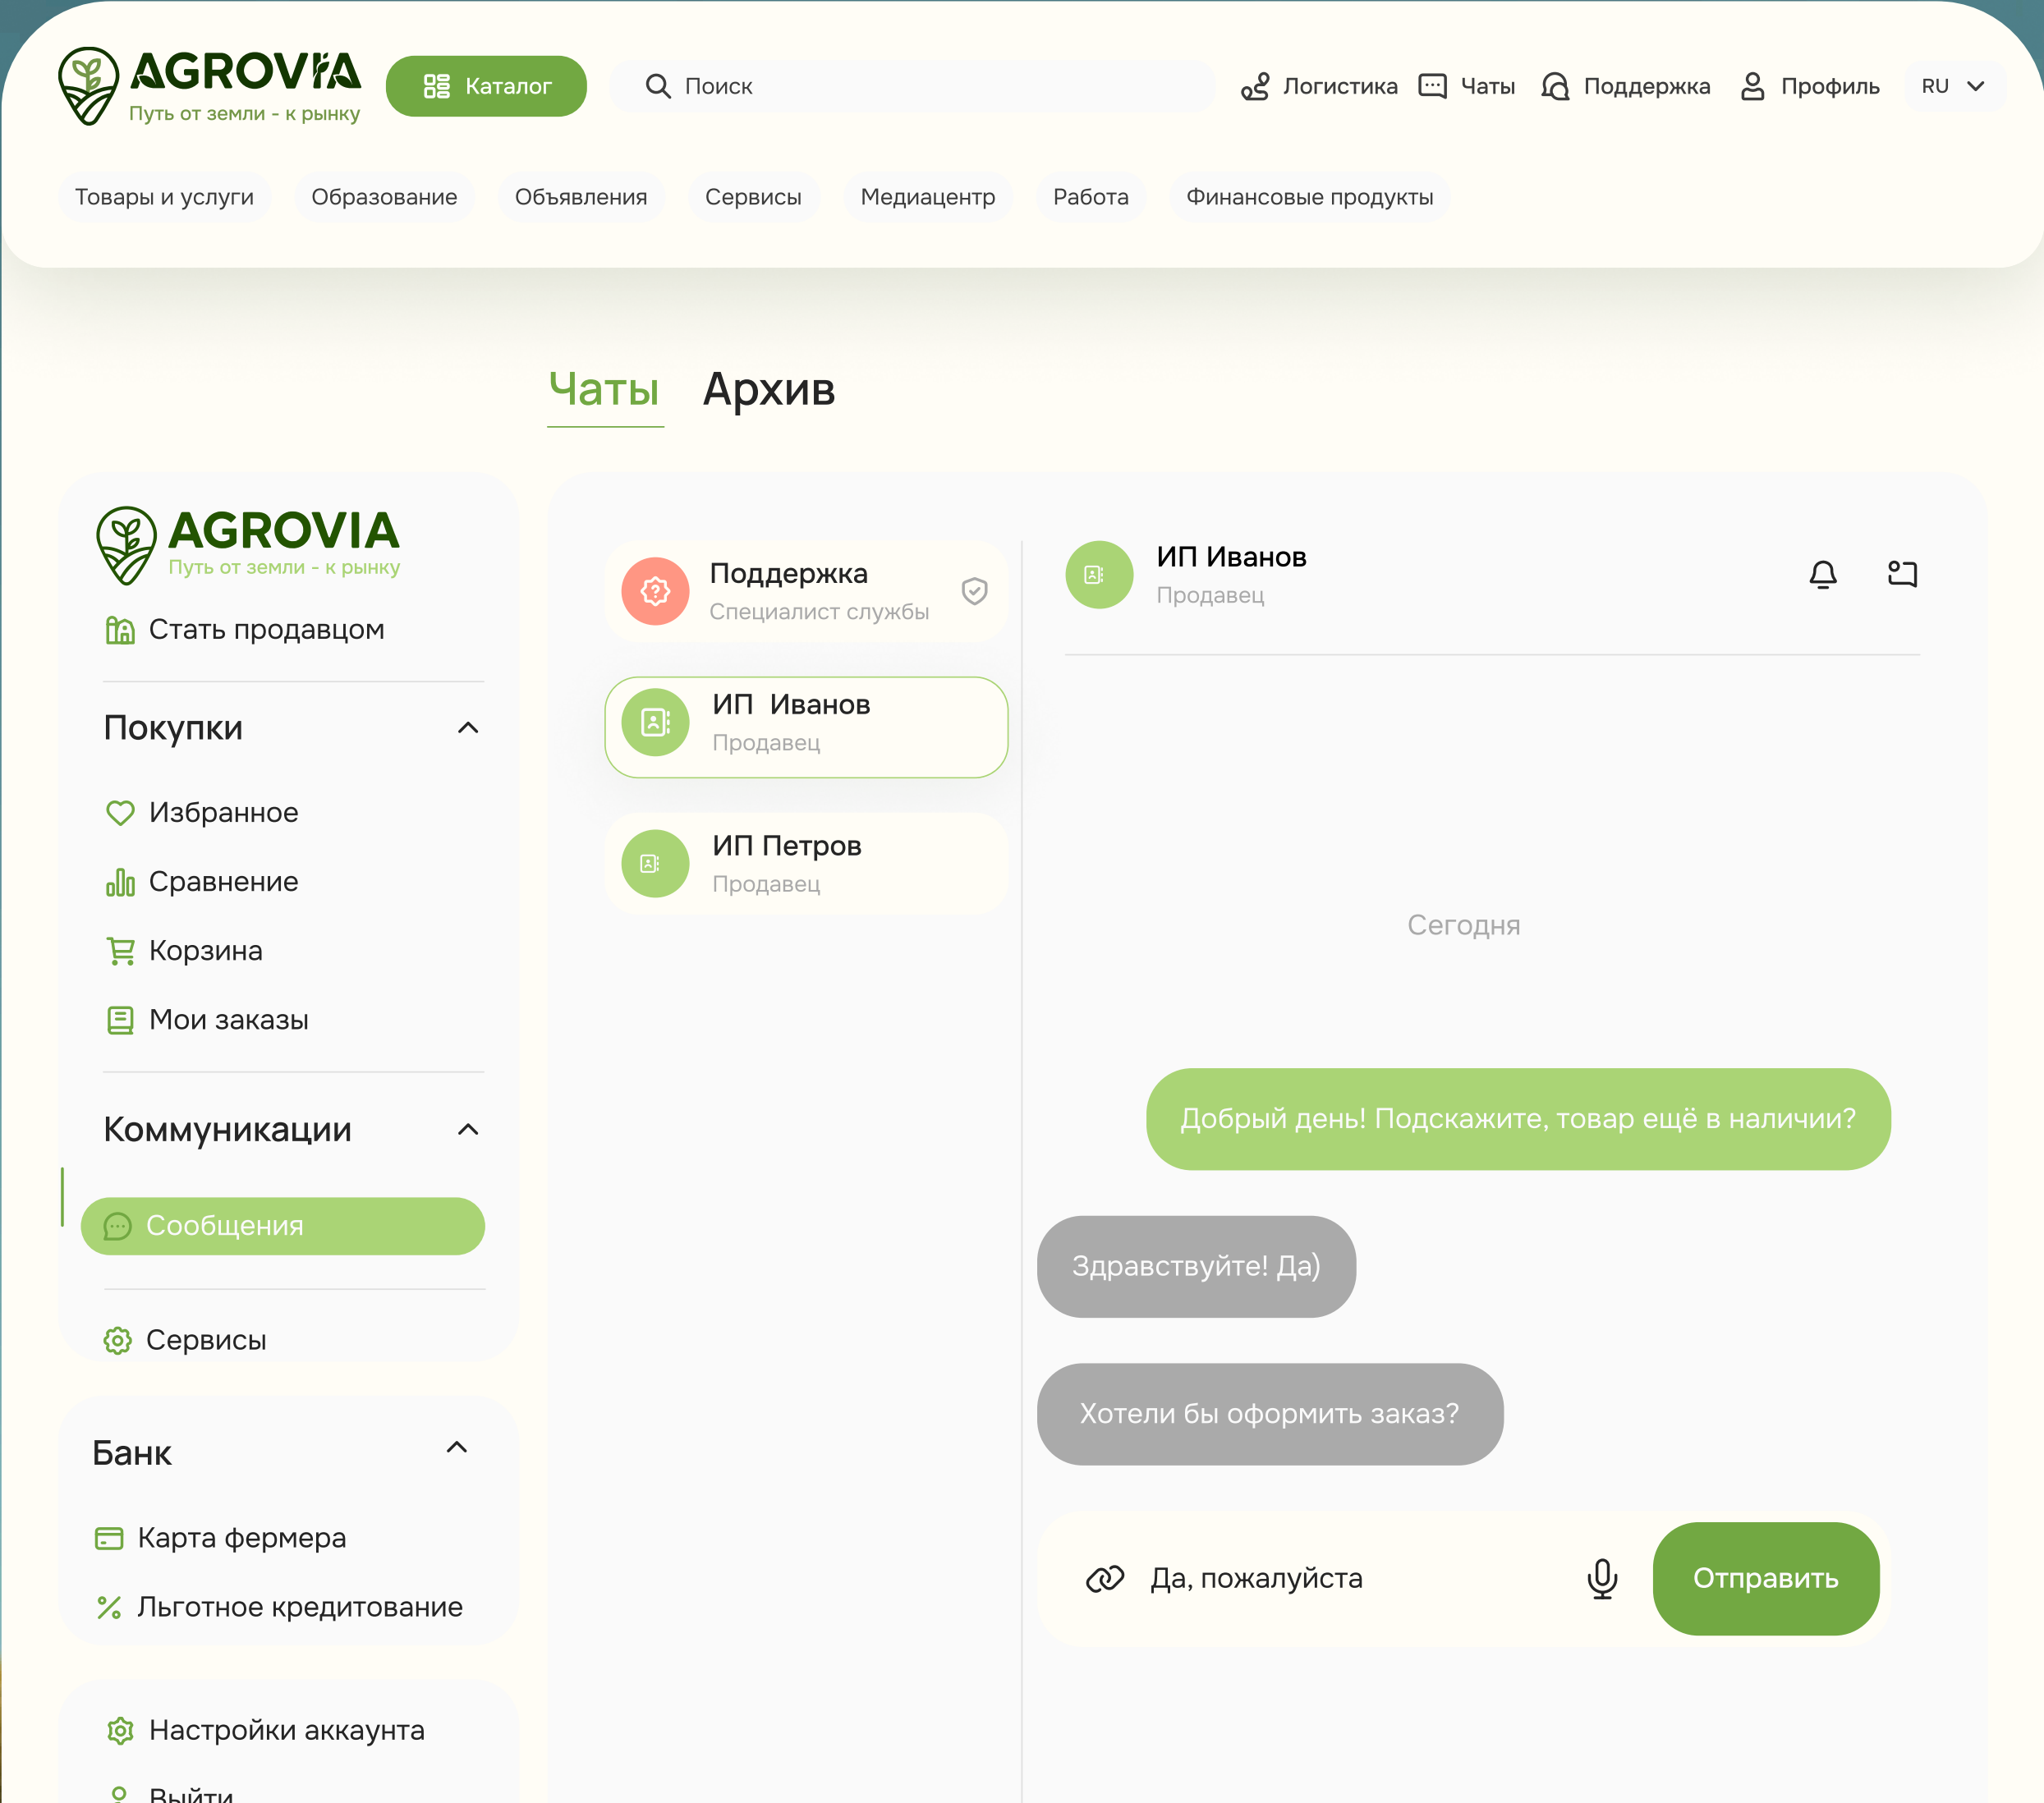 AGROVIA
Путь от земли - к рынку
Каталог
Поиск
Логистика
Чаты
Поддержка
Профиль
RU
Товары и услуги
Образование
Объявления
Сервисы
Медиацентр
Работа
Финансовые продукты
Чаты
Архив
AGROVIA
Путь от земли - к рынку
Стать продавцом
Покупки
Избранное
Сравнение
Корзина
Мои заказы
Коммуникации
Сообщения
Сервисы
Банк
Карта фермера
Льготное кредитование
Настройки аккаунта
Выйти
Поддержка
Специалист службы
ИП Иванов
Продавец
ИП Петров
Продавец
ИП Иванов
Продавец
Сегодня
Добрый день! Подскажите, товар ещё в наличии?
Здравствуйте! Да)
Хотели бы оформить заказ?
Да, пожалуйста
Отправить